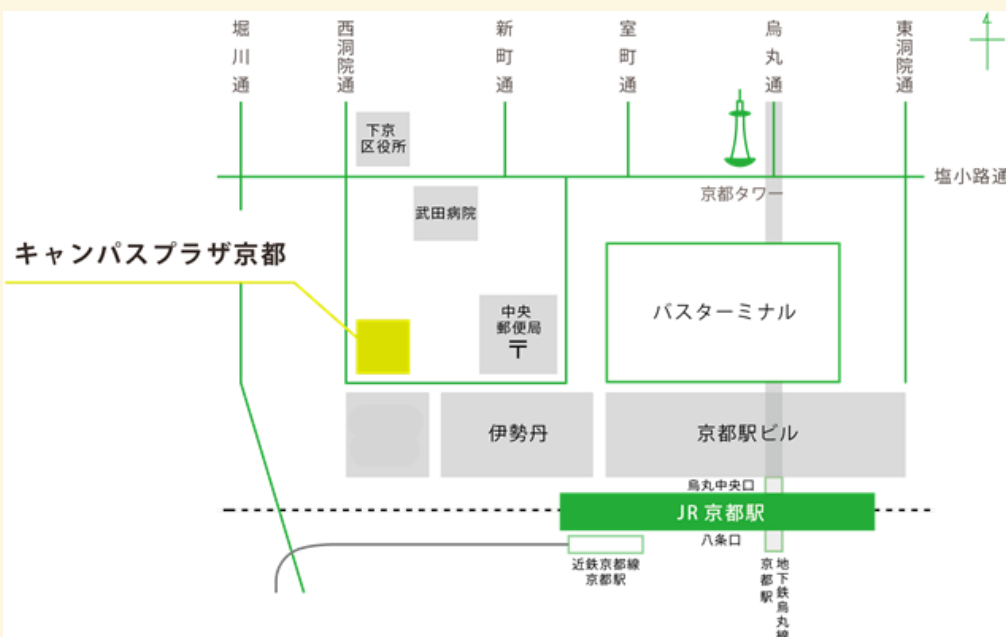 堀川通
西洞院通
新町通
室町通
烏丸通
東洞院通
下京
区役所
塩小路通
京都タワー
武田病院
キャンパスプラザ京都
中央
郵便局
〒
バスターミナル
伊勢丹
京都駅ビル
烏丸中央口
JR 京都駅
八条口
近鉄京都線
京都駅
地下鉄烏丸線
京都駅